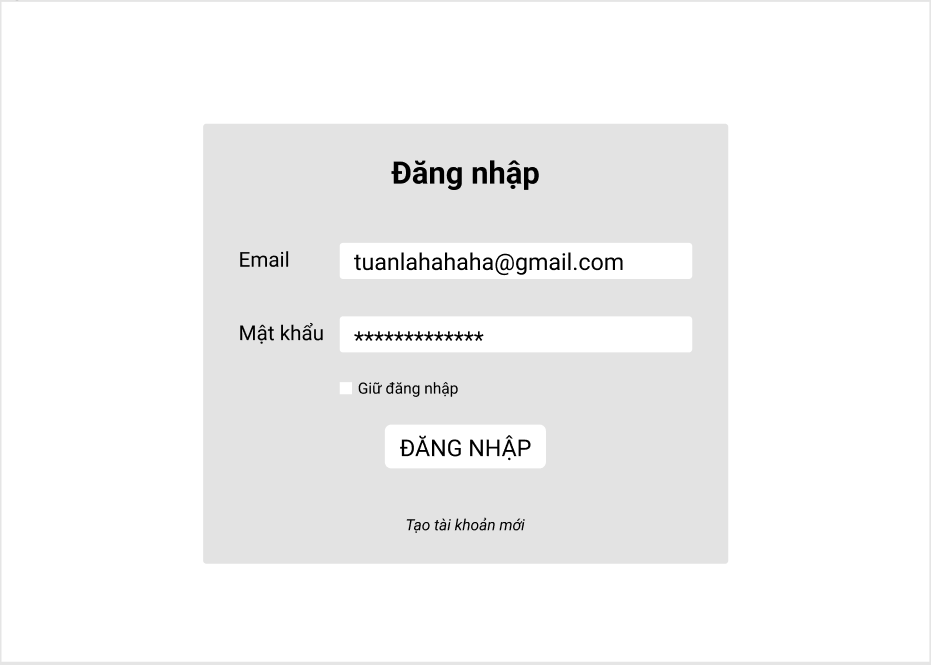 Đăng nhập
Email tuanlahahaha@gmail.com
Mật khẩu *************
Giữ đăng nhập
ĐĂNG NHẬP
Tạo tài khoản mới